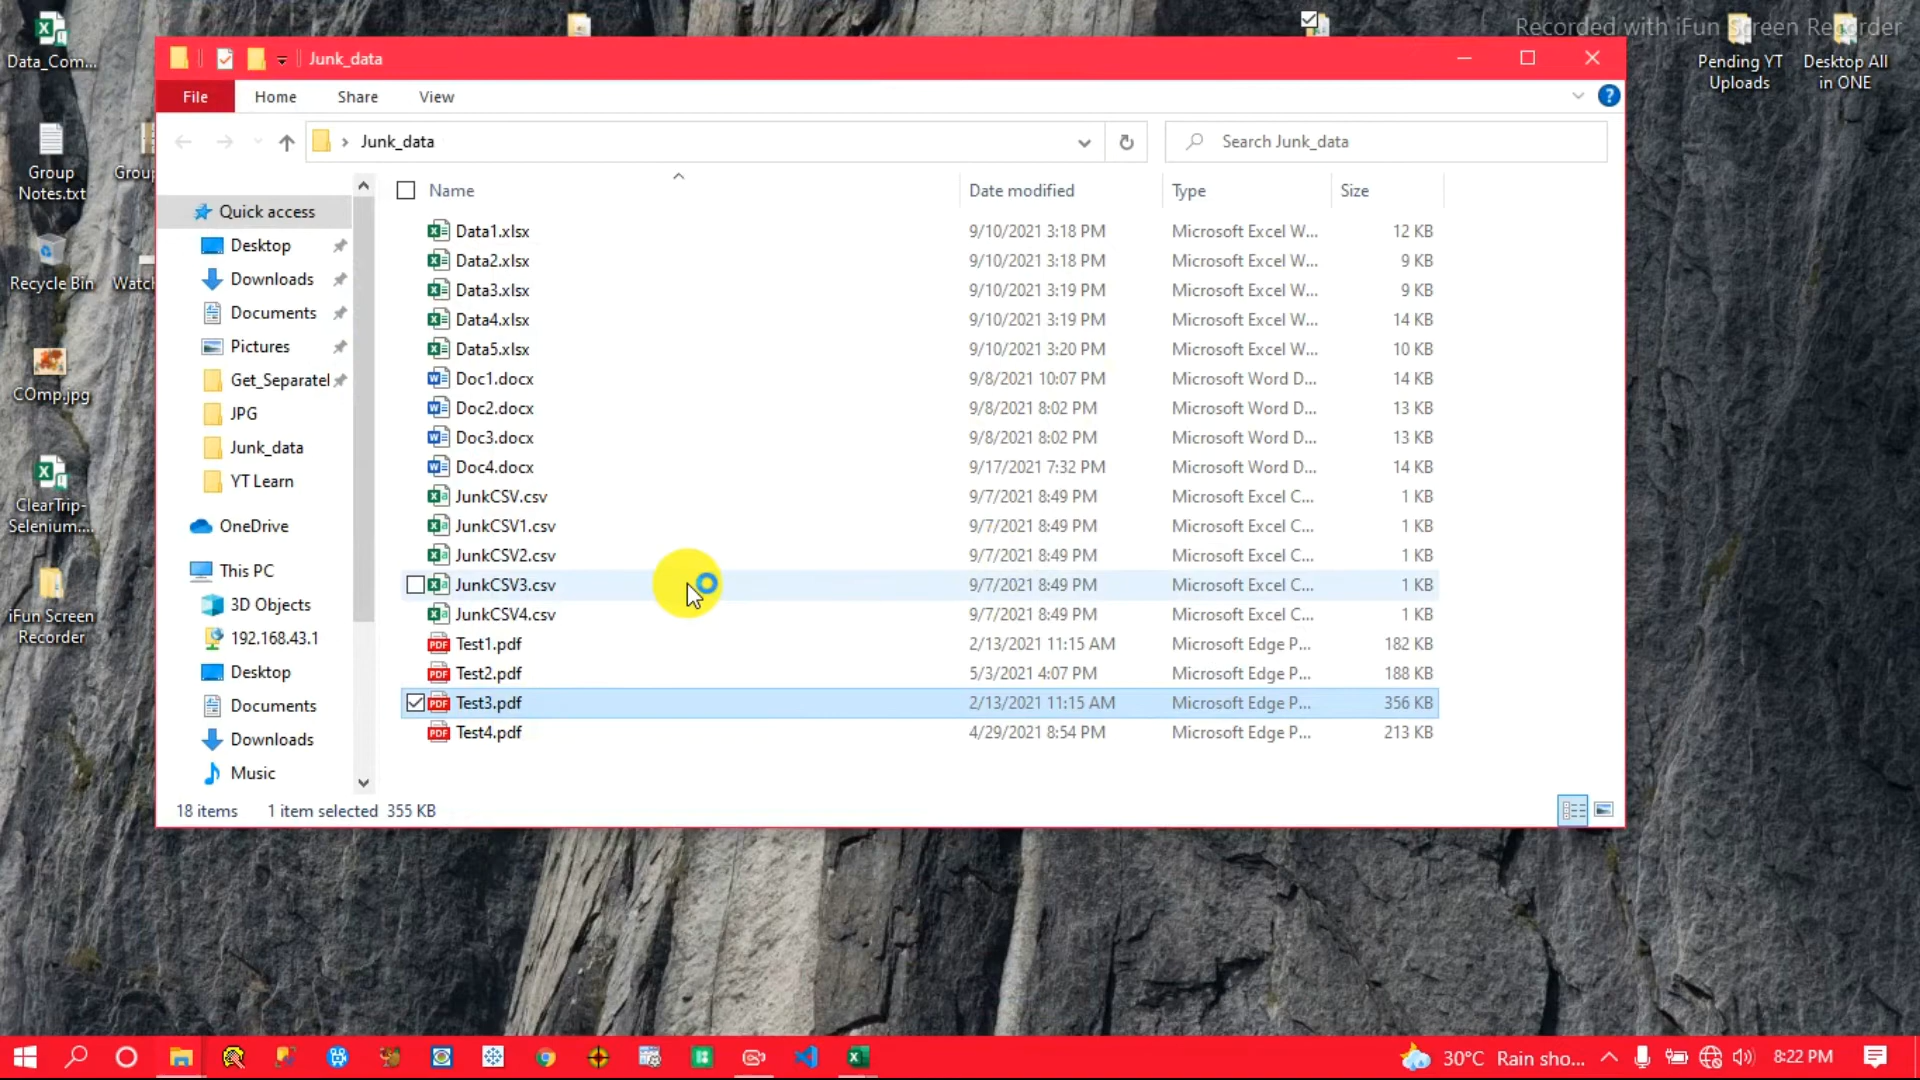 Recorded with iFun Screen Recorder
Data_Com...
Pending YT
Uploads
Desktop All
in ONE
Group
Notes.txt
Recycle Bin
COmp.jpg
ClearTrip-
Selenium....
iFun Screen
Recorder
Junk_data
File
Home
Share
View
Junk_data
Search Junk_data
Name
Date modified
Type
Size
Quick access
Desktop
Downloads
Documents
Pictures
Get_Separatel
JPG
Junk_data
YT Learn
OneDrive
This PC
3D Objects
192.168.43.1
Desktop
Documents
Downloads
Music
Data1.xlsx 9/10/2021 3:18 PM Microsoft Excel W... 12 KB
Data2.xlsx 9/10/2021 3:18 PM Microsoft Excel W... 9 KB
Data3.xlsx 9/10/2021 3:19 PM Microsoft Excel W... 9 KB
Data4.xlsx 9/10/2021 3:19 PM Microsoft Excel W... 14 KB
Data5.xlsx 9/10/2021 3:20 PM Microsoft Excel W... 10 KB
Doc1.docx 9/8/2021 10:07 PM Microsoft Word D... 14 KB
Doc2.docx 9/8/2021 8:02 PM Microsoft Word D... 13 KB
Doc3.docx 9/8/2021 8:02 PM Microsoft Word D... 13 KB
Doc4.docx 9/17/2021 7:32 PM Microsoft Word D... 14 KB
JunkCSV.csv 9/7/2021 8:49 PM Microsoft Excel C... 1 KB
JunkCSV1.csv 9/7/2021 8:49 PM Microsoft Excel C... 1 KB
JunkCSV2.csv 9/7/2021 8:49 PM Microsoft Excel C... 1 KB
JunkCSV3.csv 9/7/2021 8:49 PM Microsoft Excel C... 1 KB
JunkCSV4.csv 9/7/2021 8:49 PM Microsoft Excel C... 1 KB
Test1.pdf 2/13/2021 11:15 AM Microsoft Edge P... 182 KB
Test2.pdf 5/3/2021 4:07 PM Microsoft Edge P... 188 KB
Test3.pdf 2/13/2021 11:15 AM Microsoft Edge P... 356 KB
Test4.pdf 4/29/2021 8:54 PM Microsoft Edge P... 213 KB
18 items 1 item selected 355 KB
30°C Rain sho... 8:22 PM